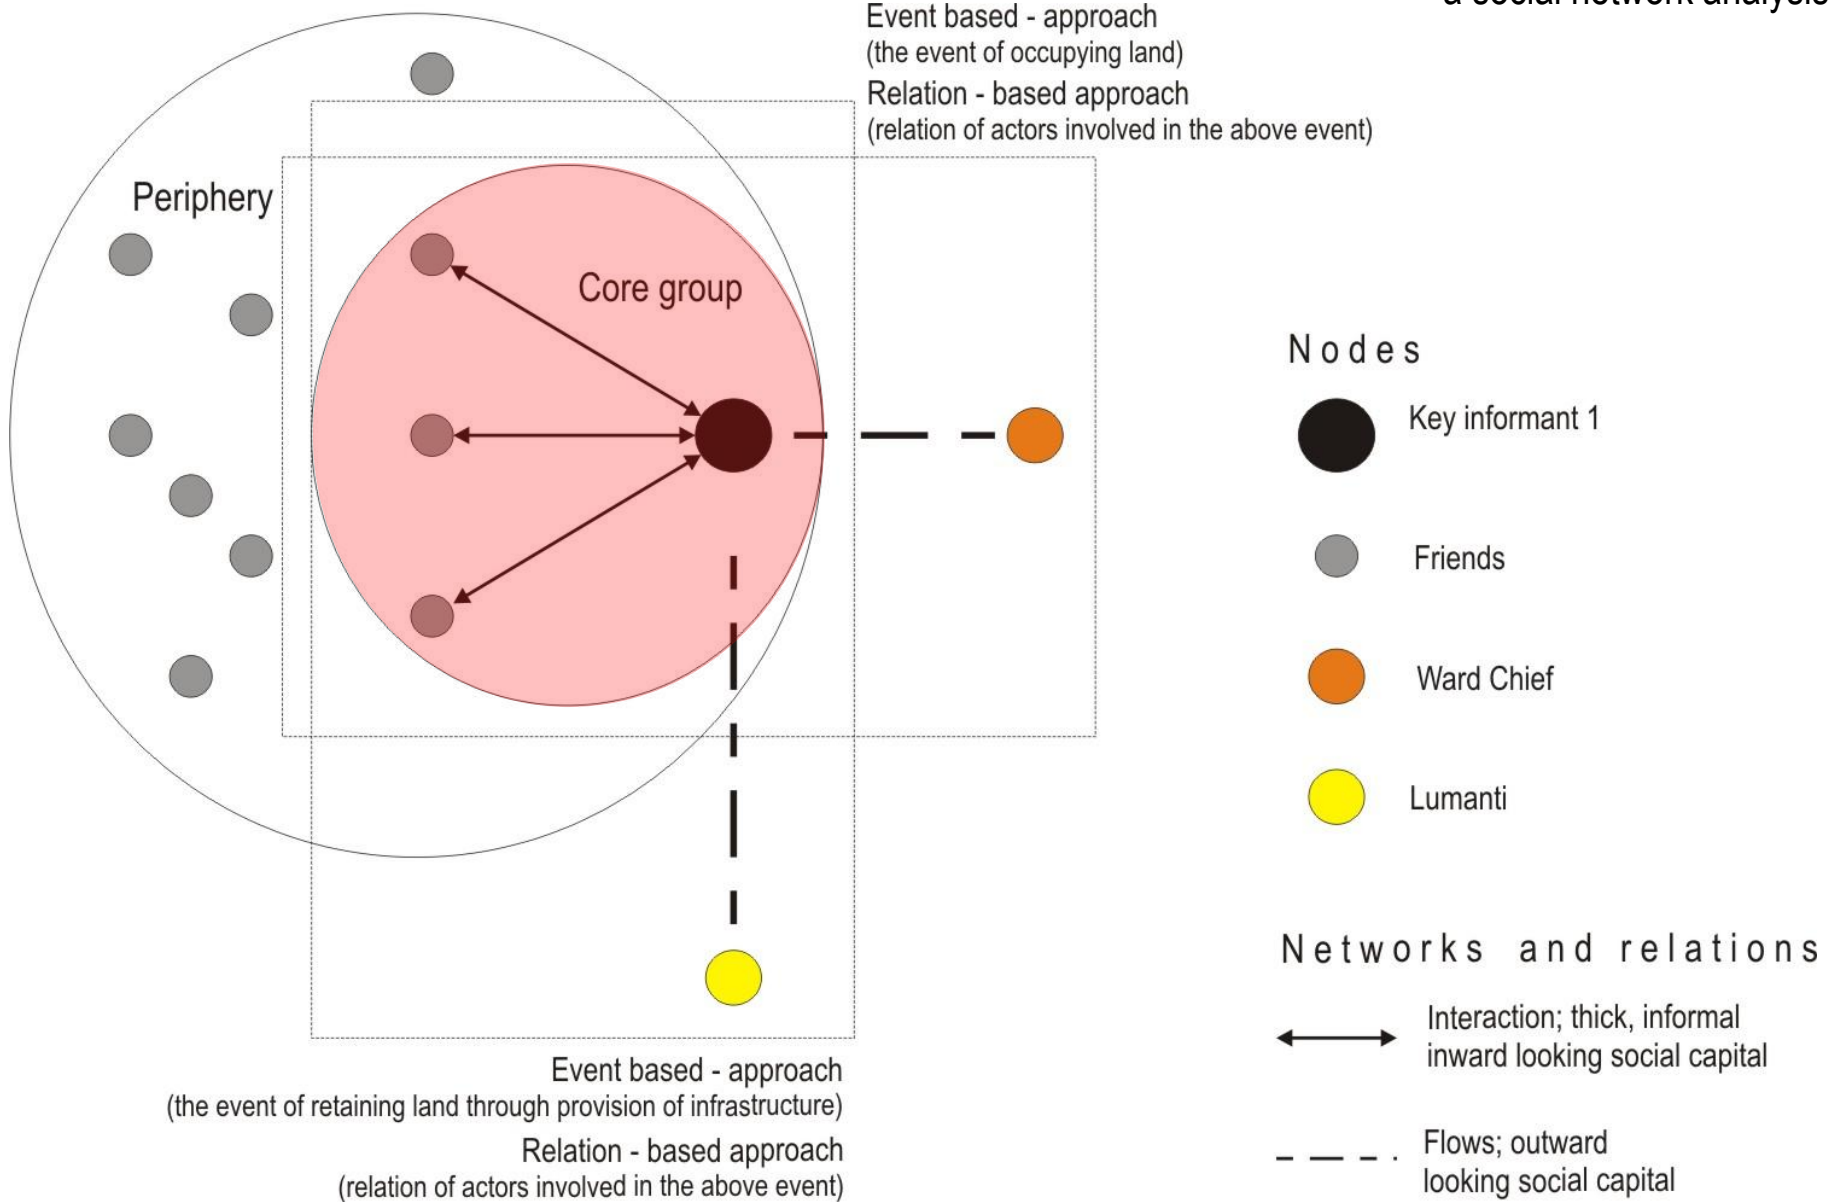 a social network analysis
Event based - approach
(the event of occupying land)
Relation - based approach
(relation of actors involved in the above event)
Periphery
Core group
Nodes
Key informant 1
Friends
Ward Chief
Lumanti
Networks and relations
Interaction; thick, informal
inward looking social capital
Flows; outward
looking social capital
Event based - approach
(the event of retaining land through provision of infrastructure)
Relation - based approach
(relation of actors involved in the above event)